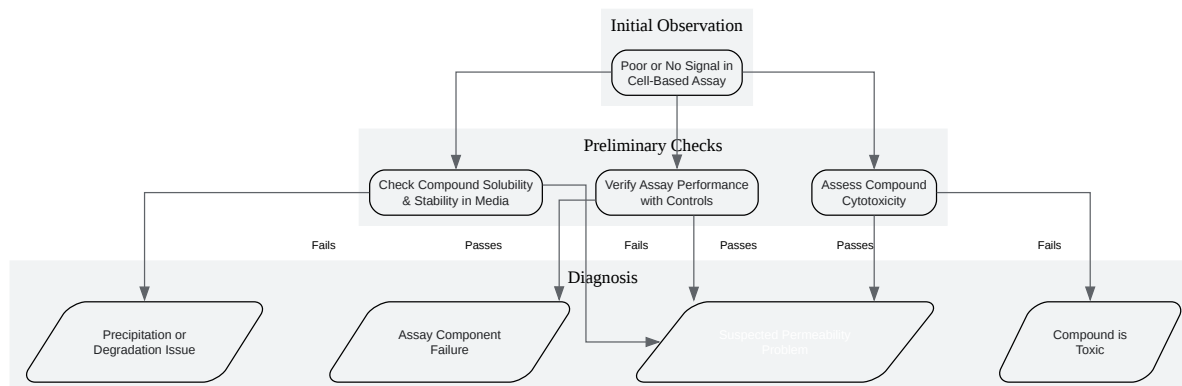 Initial Observation
Poor or No Signal in
Cell-Based Assay
Preliminary Checks
Check Compound Solubility
& Stability in Media
Verify Assay Performance
with Controls
Assess Compound
Cytotoxicity
Fails
Passes
Fails
Passes
Passes
Fails
Diagnosis
Precipitation or
Degradation Issue
Assay Component
Failure
Suspected Permeability
Problem
Compound is
Toxic